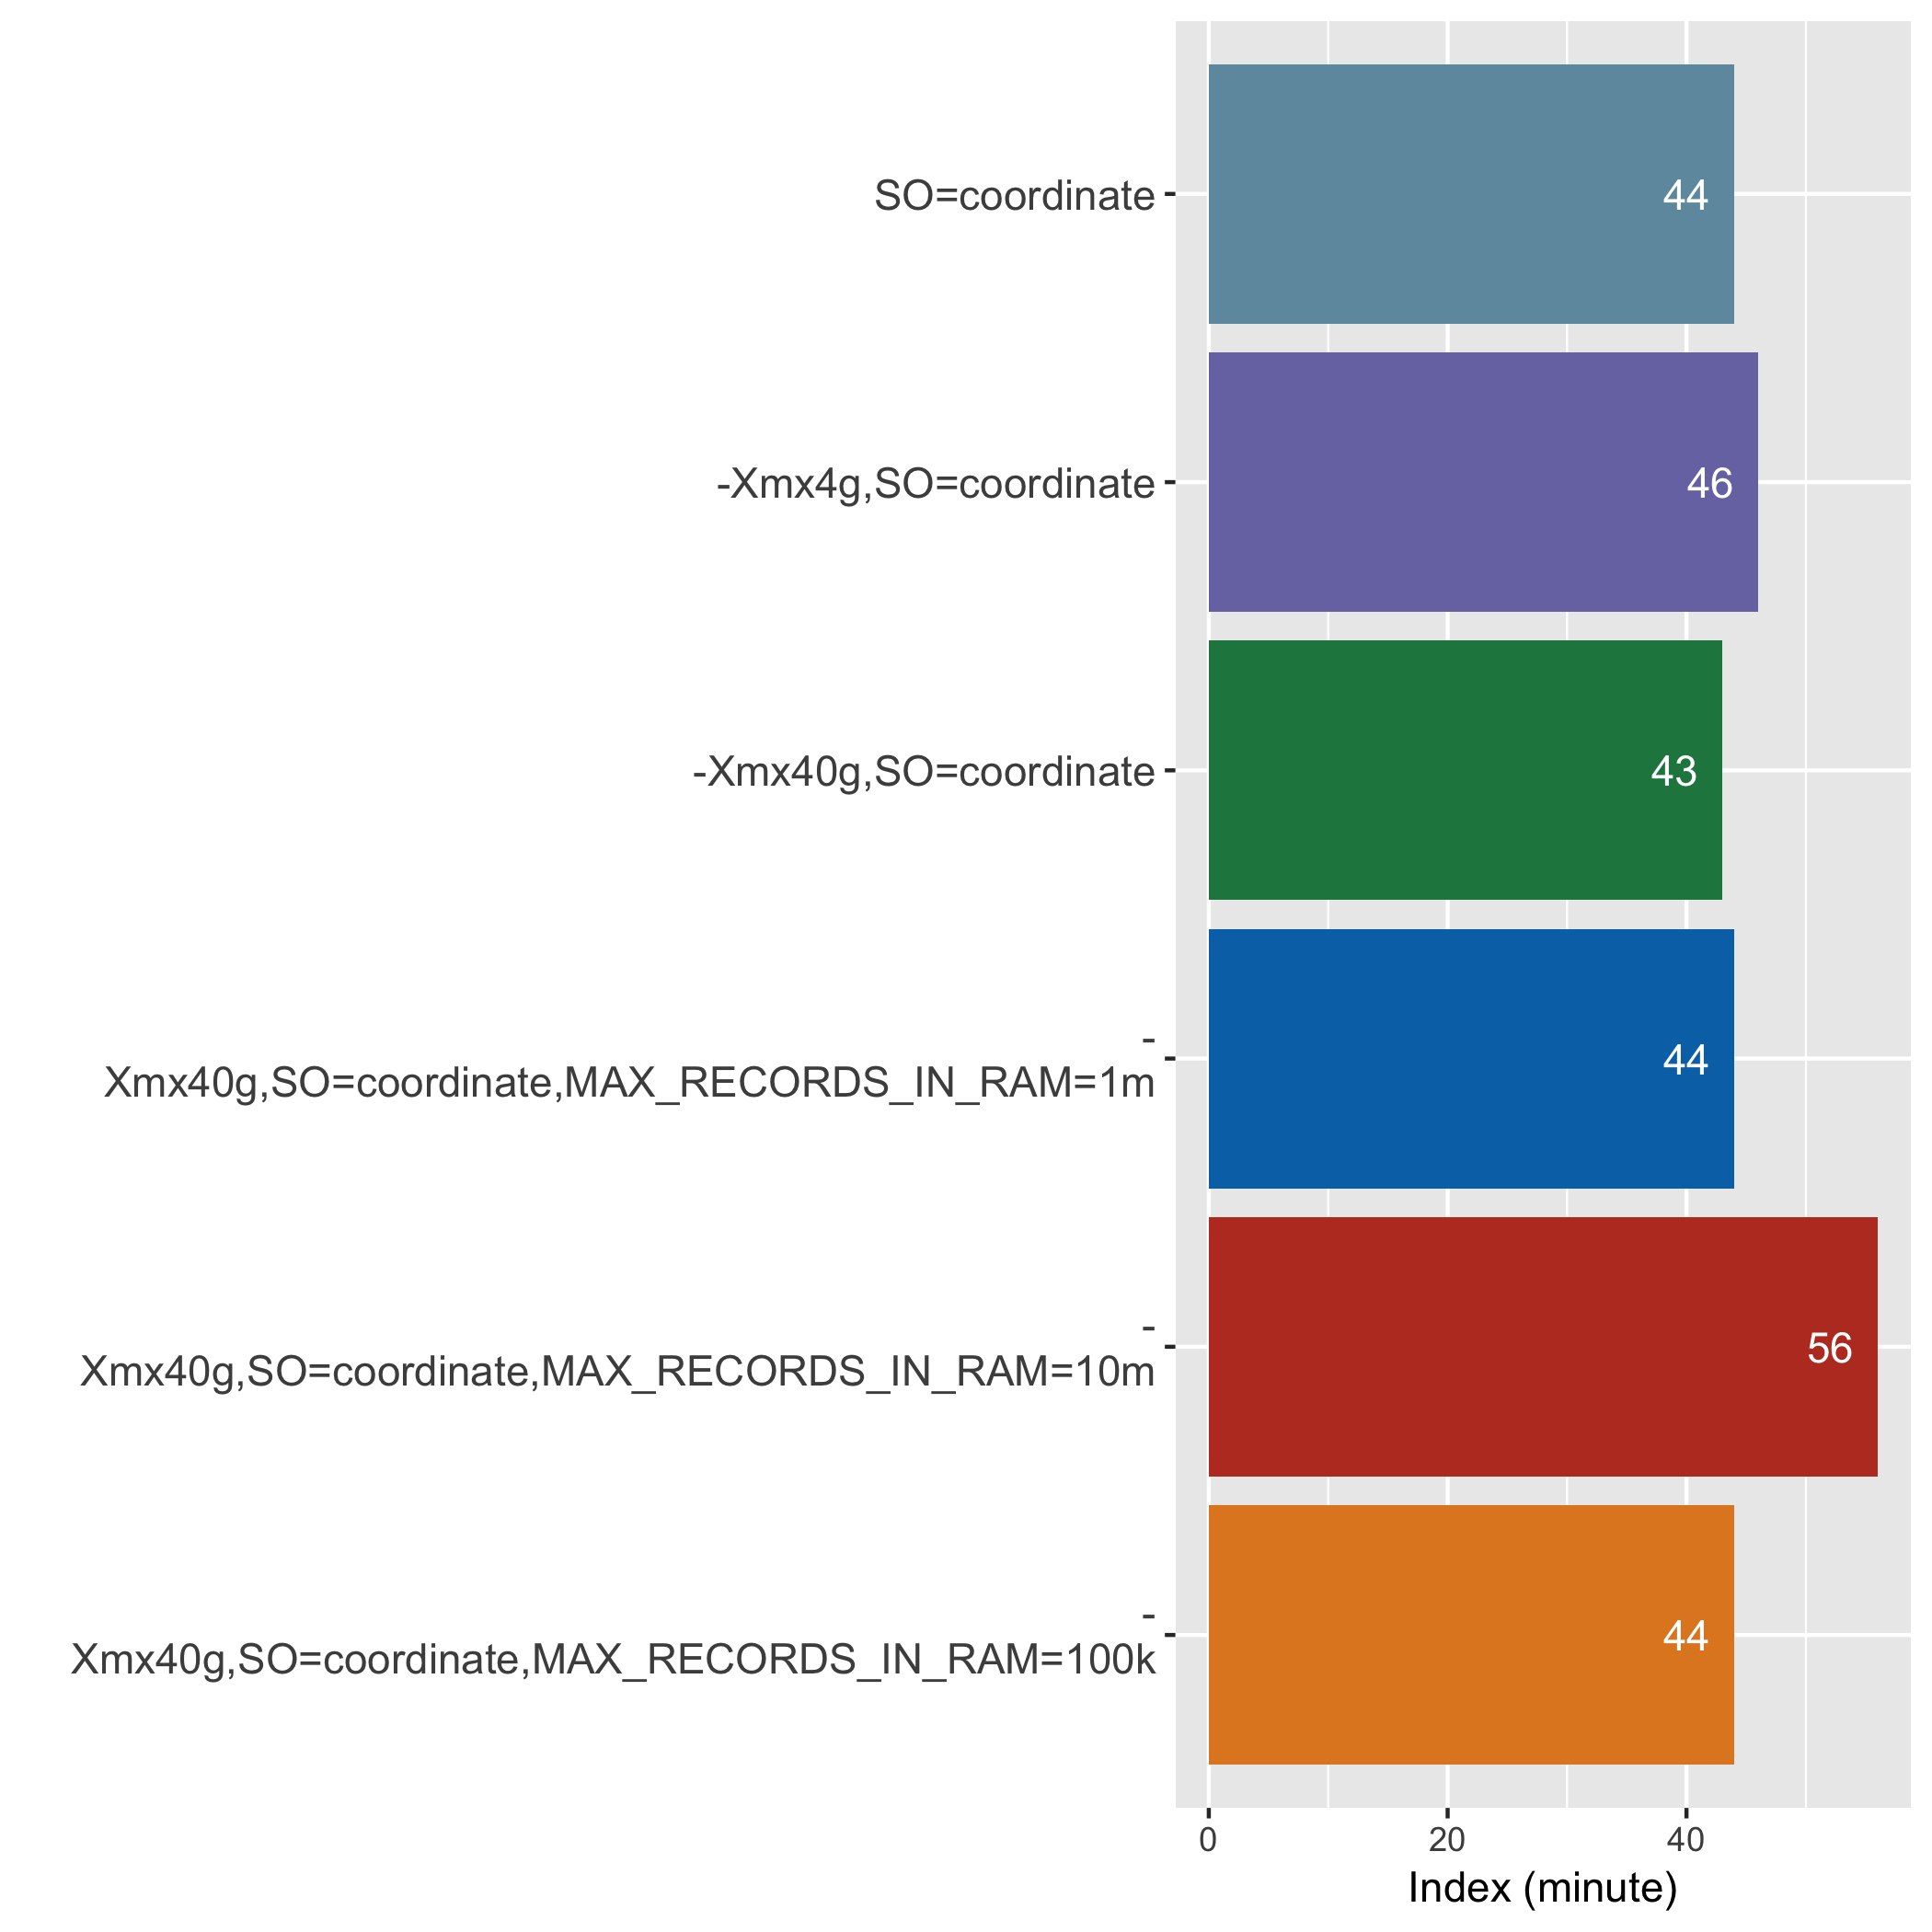 SO=coordinate
44
-Xmx4g,SO=coordinate
46
-Xmx40g,SO=coordinate
43
-
Xmx40g,SO=coordinate,MAX_RECORDS_IN_RAM=1m
44
-
Xmx40g,SO=coordinate,MAX_RECORDS_IN_RAM=10m
56
-
Xmx40g,SO=coordinate,MAX_RECORDS_IN_RAM=100k
44
0 20 40
Index (minute)